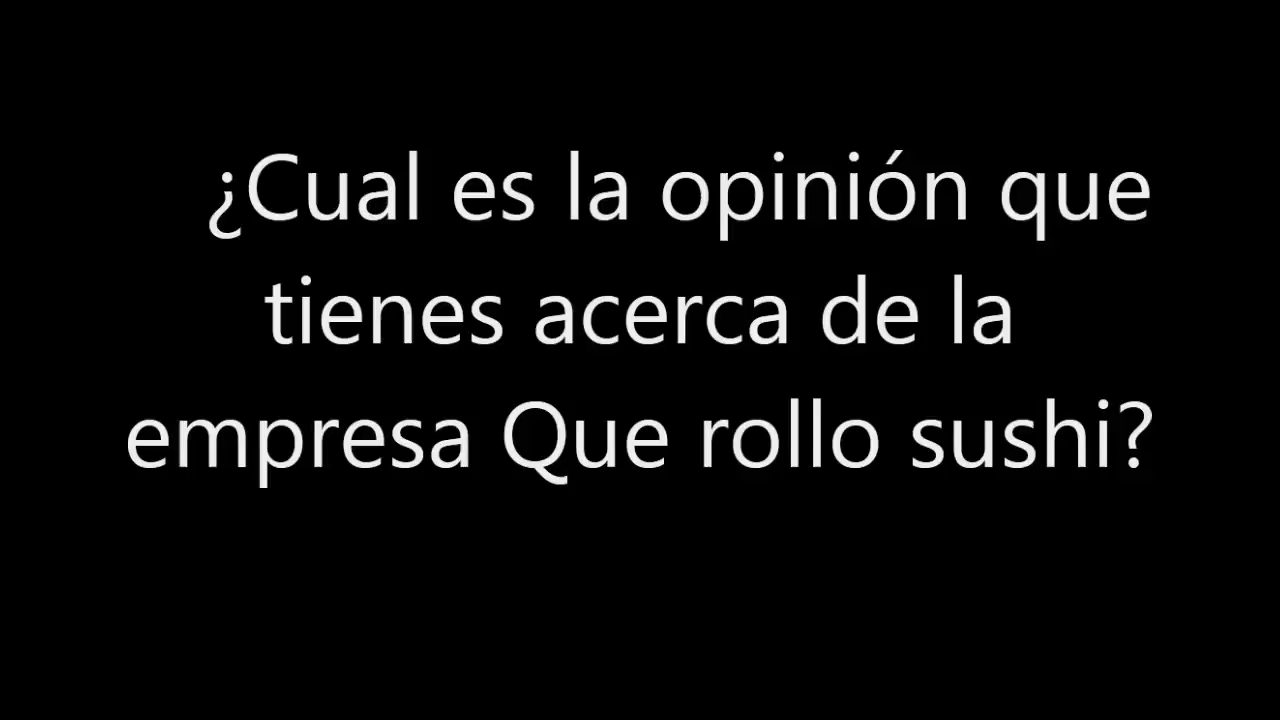 ¿Cual es la opinión que
tienes acerca de la
empresa Que rollo sushi?